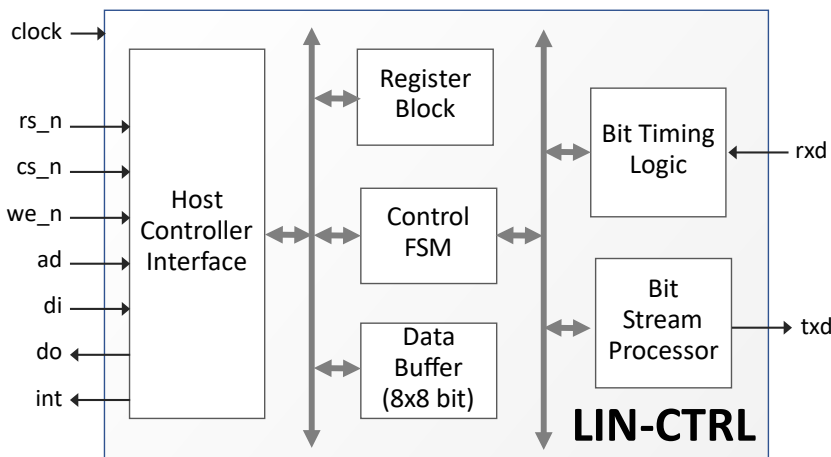 clock
rs_n
cs_n
we_n
ad
di
do
int
Host
Controller
Interface
Register
Block
Control
FSM
Data
Buffer
(8x8 bit)
Bit Timing
Logic
Bit
Stream
Processor
rxd
txd
LIN-CTRL